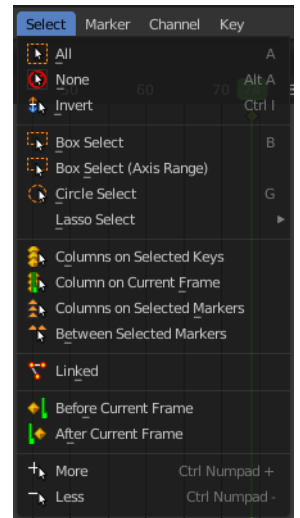 Select Marker Channel Key
All A
None Alt A
60 70
Invert Ctrl I
Box Select B
Box Select (Axis Range)
Circle Select G
Lasso Select
Columns on Selected Keys
Column on Current Frame
Columns on Selected Markers
Between Selected Markers
Linked
Before Current Frame
After Current Frame
More Ctrl Numpad +
Less Ctrl Numpad -